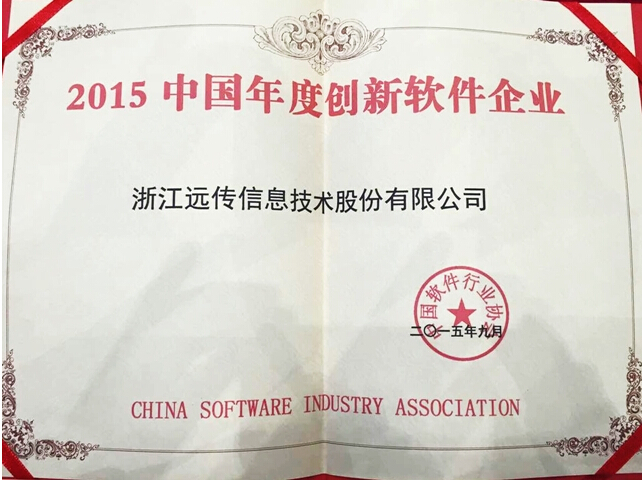 2015 中国年度创新软件企业
浙江远传信息技术股份有限公司
中国软件行业协会
二〇一五年九月
CHINA SOFTWARE INDUSTRY ASSOCIATION